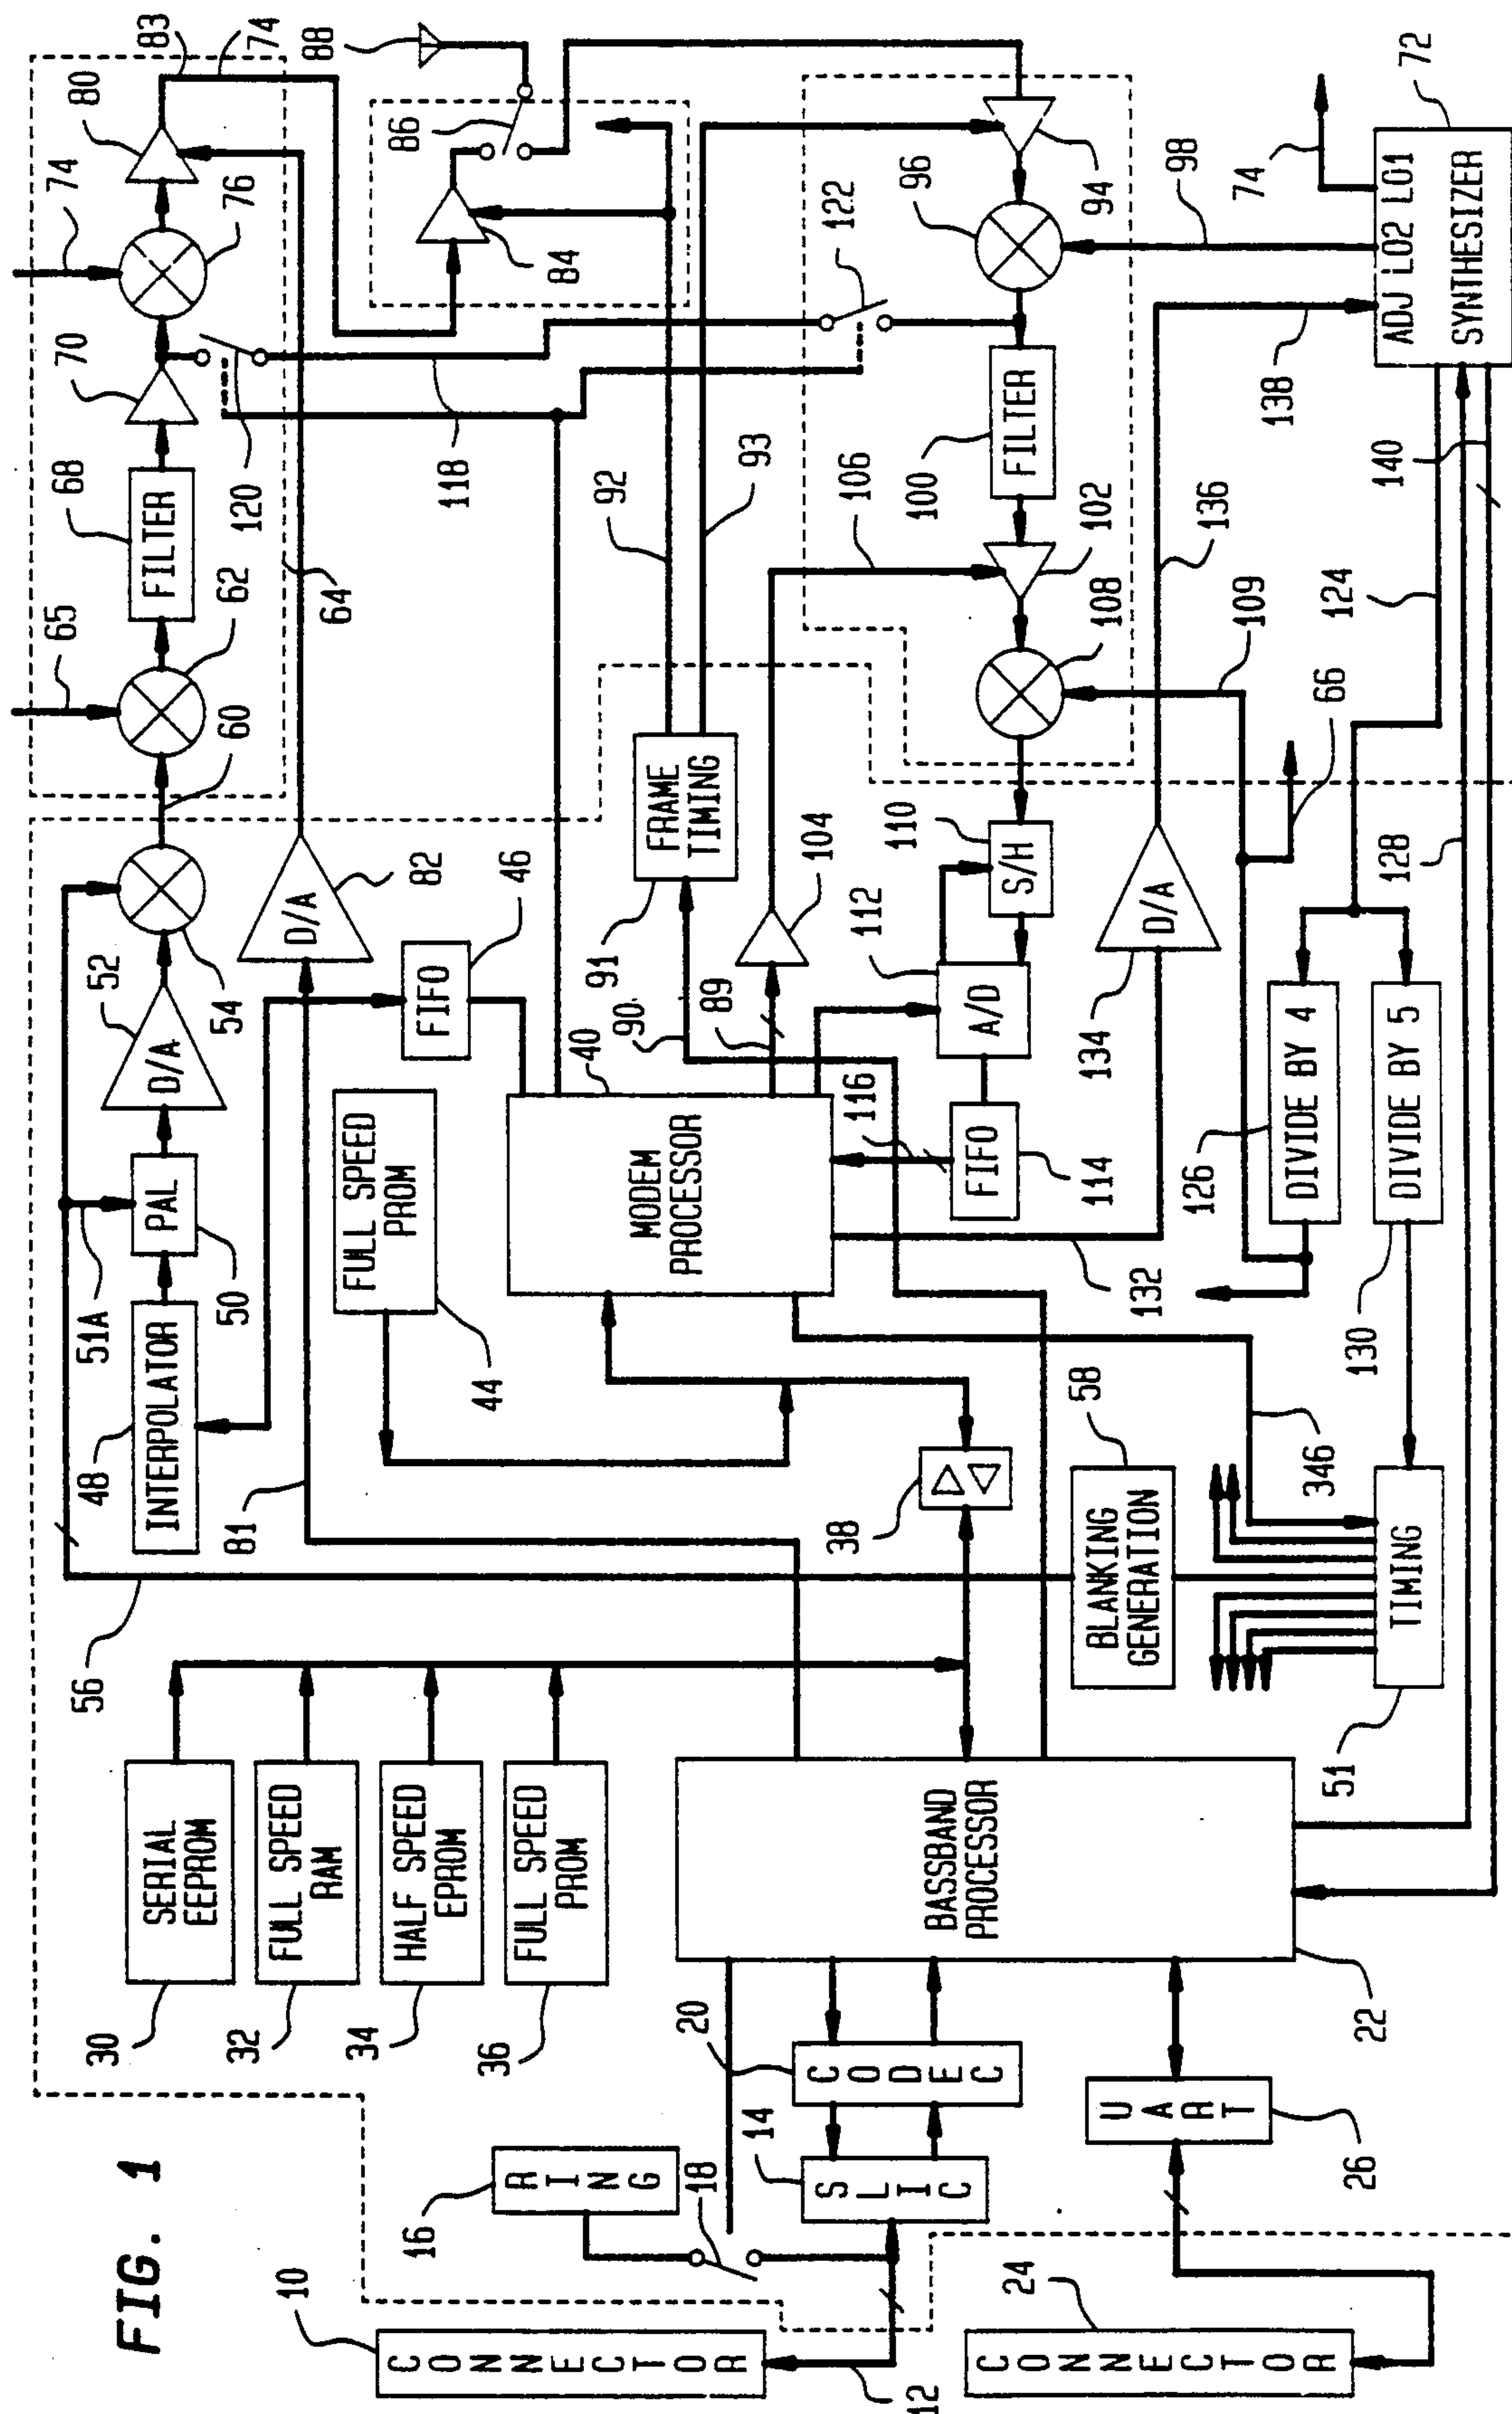 FIG. 1
CONNECTOR
10
12
RING
16
18
SLIC
14
CODEC
20
CONNECTOR
24
UART
26
BASSBAND
PROCESSOR
22
SERIAL
EEPROM
30
FULL SPEED
RAM
32
HALF SPEED
EPROM
34
FULL SPEED
PROM
36
56
81
38
BLANKING
GENERATION
58
TIMING
51
346
INTERPOLATOR
48
PAL
50
51A
D/A
52
54
60
FULL SPEED
PROM
44
FIFO
46
MODEM
PROCESSOR
40
D/A
82
64
65
62
FILTER
68
70
120
118
74
76
80
83
74
84
86
88
FRAME
TIMING
91
90
89
92
93
104
106
FIFO
114
116
A/D
112
S/H
110
108
109
102
FILTER
100
122
96
94
98
132
D/A
134
136
138
DIVIDE BY 4
126
DIVIDE BY 5
130
66
124
128
140
ADJ LO2 LO1
SYNTHESIZER
72
74